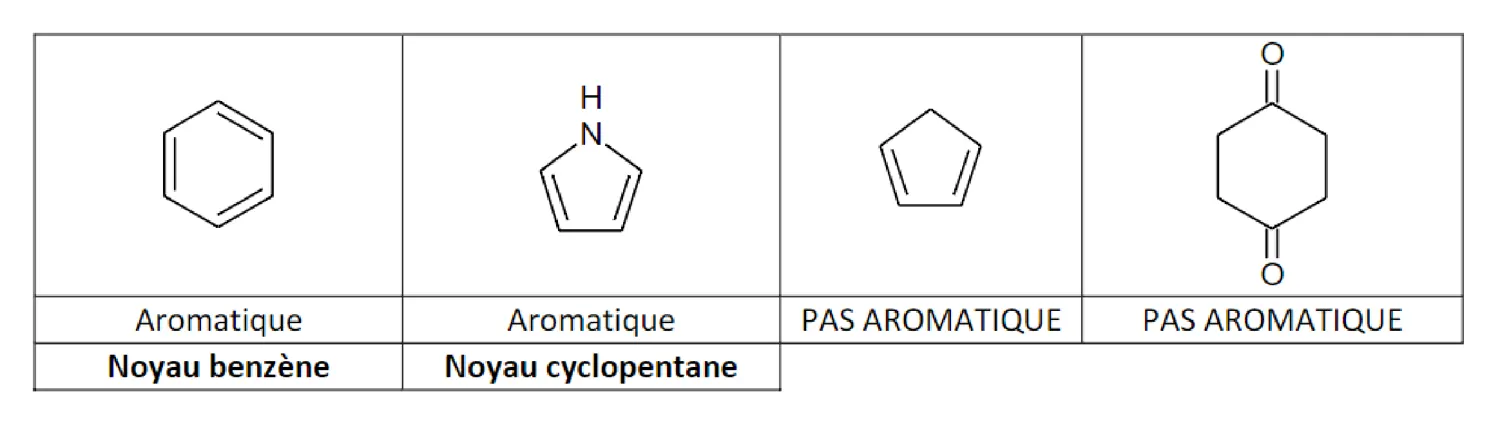 O
H
N
O
Aromatique
Aromatique
PAS AROMATIQUE
PAS AROMATIQUE
Noyau benzène
Noyau cyclopentane